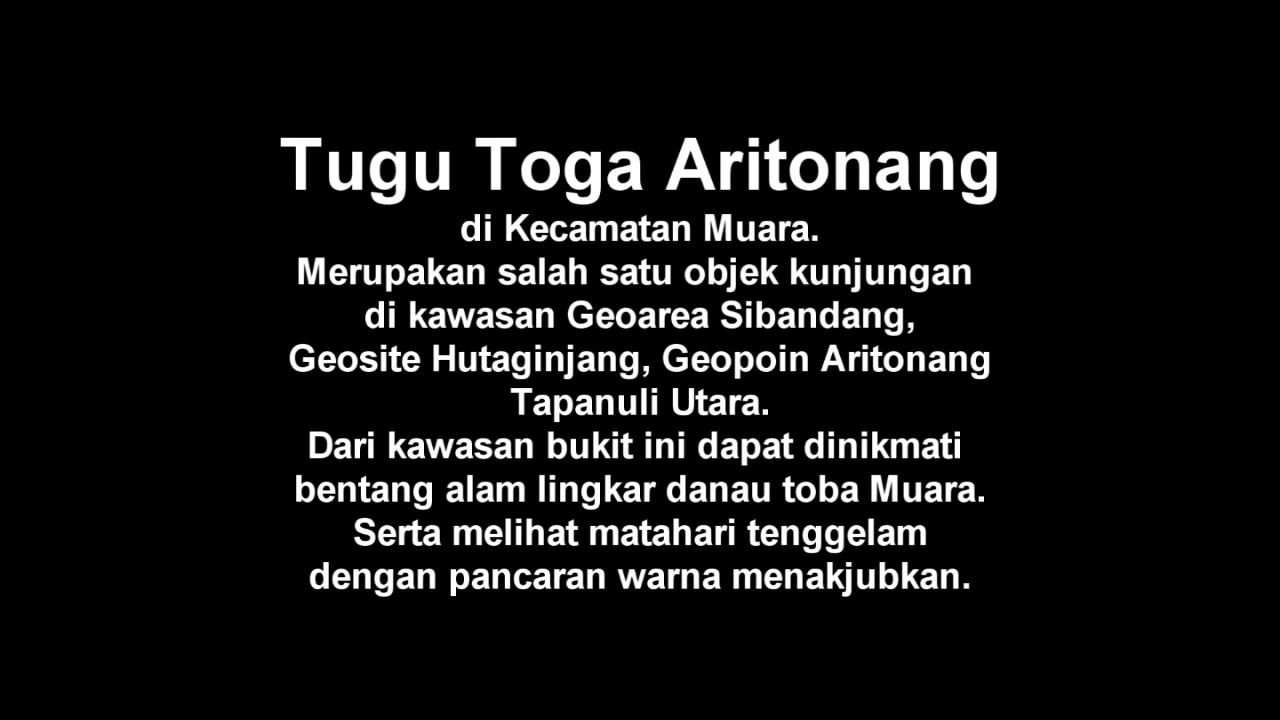 Tugu Toga Aritonang
di Kecamatan Muara.
Merupakan salah satu objek kunjungan
di kawasan Geoarea Sibandang,
Geosite Hutaginjang, Geopoin Aritonang
Tapanuli Utara.
Dari kawasan bukit ini dapat dinikmati
bentang alam lingkar danau toba Muara.
Serta melihat matahari tenggelam
dengan pancaran warna menakjubkan.